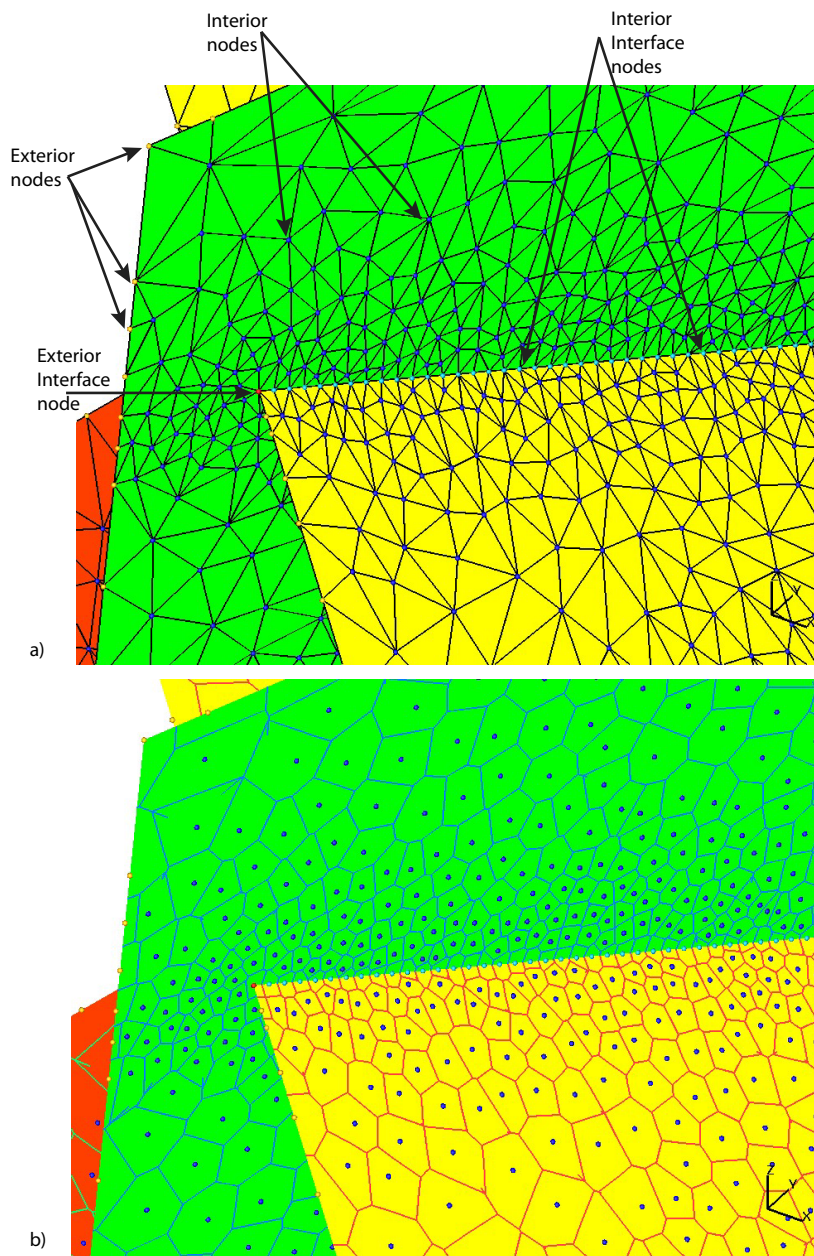 Interior
nodes
Interior
Interface
nodes
Exterior
nodes
Exterior
Interface
node
Z
Y
X
a)
Z
Y
X
b)